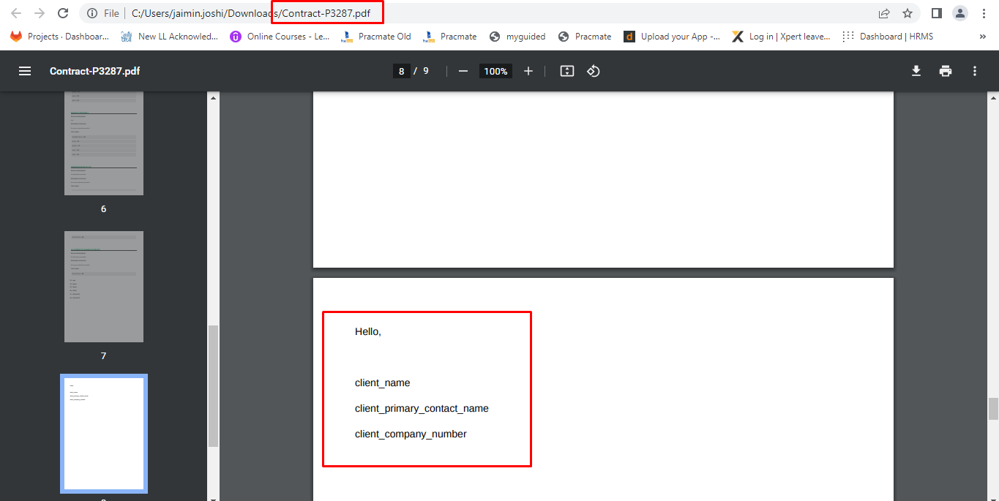 File C:/Users/jaimin.joshi/Downloads/Contract-P3287.pdf
Projects · Dashboar...
New LL Acknowled...
Online Courses - Le...
Pracmate Old
Pracmate
myguided
Pracmate
Upload your App -...
Log in | Xpert leave...
Dashboard | HRMS
»
Contract-P3287.pdf
8 / 9
100%
6
7
Hello,
client_name
client_primary_contact_name
client_company_number